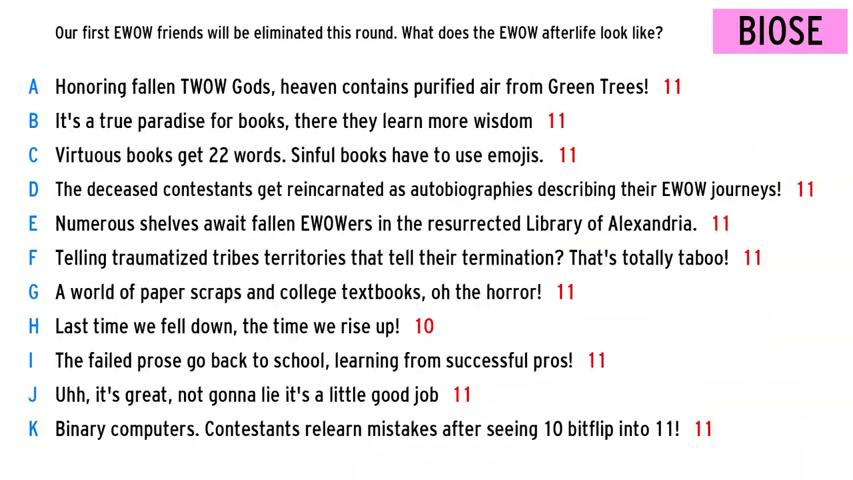 Our first EWOW friends will be eliminated this round. What does the EWOW afterlife look like?
BIOSE
A Honoring fallen TWOW Gods, heaven contains purified air from Green Trees! 11
B It's a true paradise for books, there they learn more wisdom 11
C Virtuous books get 22 words. Sinful books have to use emojis. 11
D The deceased contestants get reincarnated as autobiographies describing their EWOW journeys! 11
E Numerous shelves await fallen EWOWers in the resurrected Library of Alexandria. 11
F Telling traumatized tribes territories that tell their termination? That's totally taboo! 11
G A world of paper scraps and college textbooks, oh the horror! 11
H Last time we fell down, the time we rise up! 10
I The failed prose go back to school, learning from successful pros! 11
J Uhh, it's great, not gonna lie it's a little good job 11
K Binary computers. Contestants relearn mistakes after seeing 10 bitflip into 11! 11